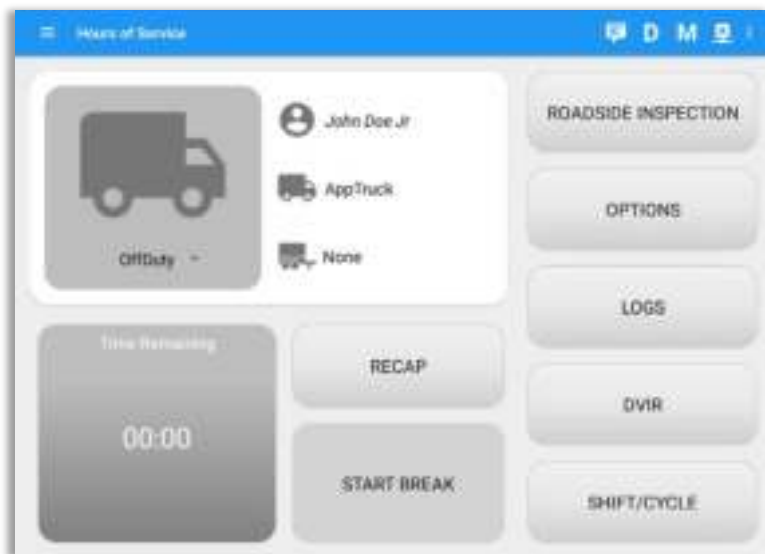 Hours of Service
D M
John Doe Jr
AppTruck
None
OffDuty
Time Remaining
00:00
RECAP
START BREAK
ROADSIDE INSPECTION
OPTIONS
LOGS
DVIR
SHIFT/CYCLE